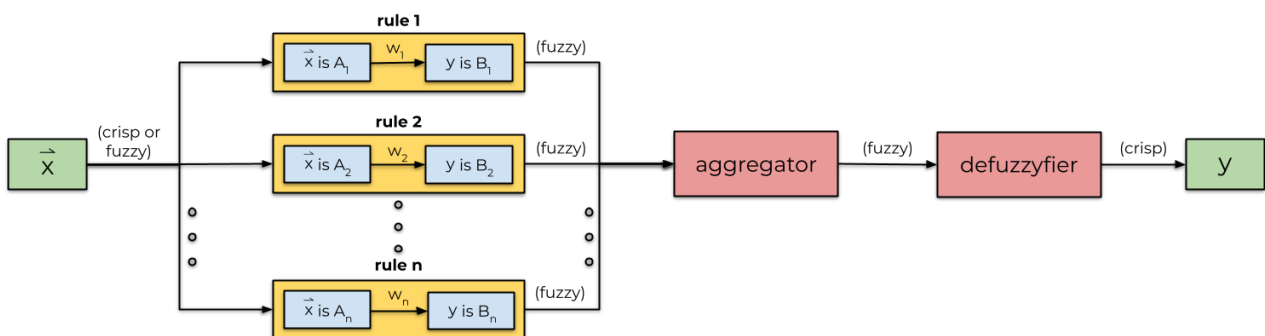 rule 1
x⃗ is A₁
w₁
y is B₁
(fuzzy)
x⃗
(crisp or
fuzzy)
rule 2
x⃗ is A₂
w₂
y is B₂
(fuzzy)
aggregator
(fuzzy)
defuzzyfier
(crisp)
y
rule n
x⃗ is Aₙ
wₙ
y is Bₙ
(fuzzy)